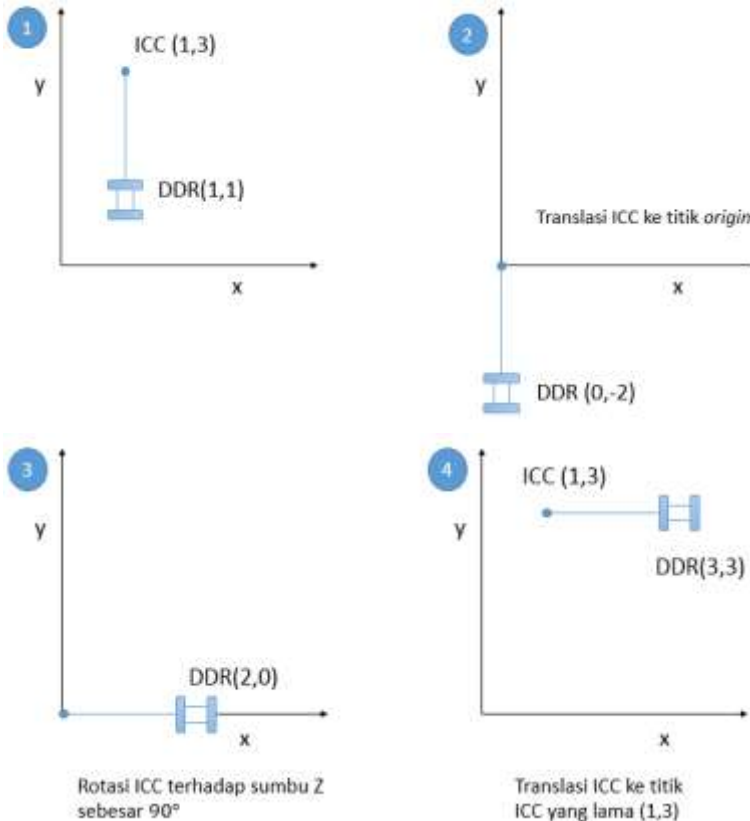 1
ICC (1,3)
y
DDR(1,1)
x
2
y
Translasi ICC ke titik origin
x
DDR (0,-2)
3
y
DDR(2,0)
x
Rotasi ICC terhadap sumbu Z
sebesar 90°
4
ICC (1,3)
y
DDR(3,3)
x
Translasi ICC ke titik
ICC yang lama (1,3)